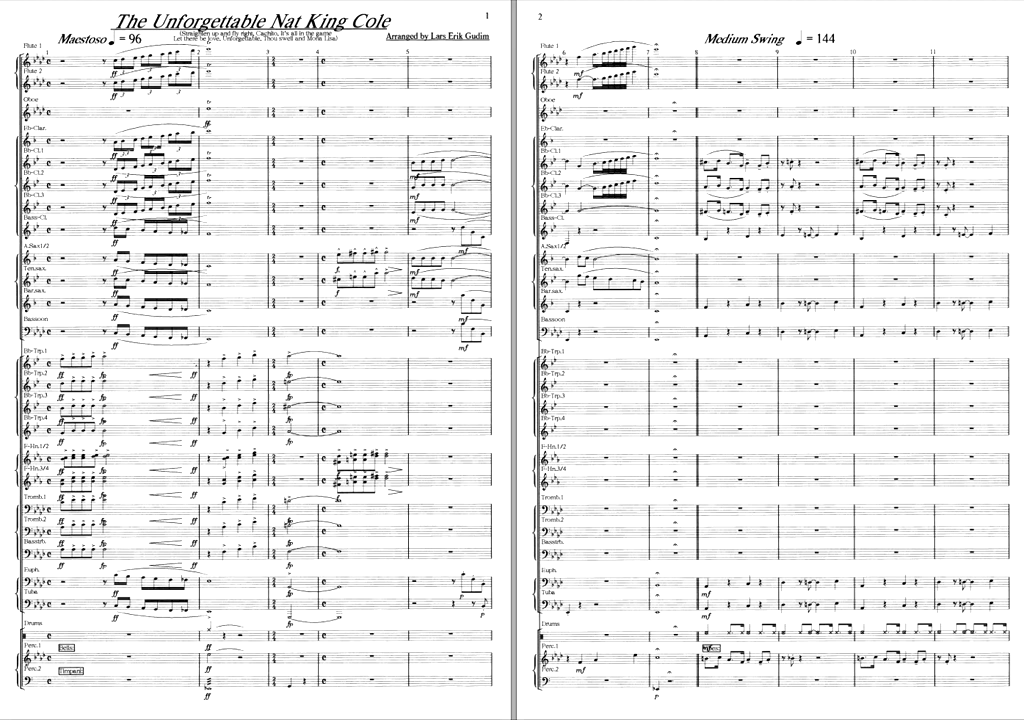 The Unforgettable Nat King Cole
1
(Straighten up and fly right, Cachito, It's all in the game
Let there be love, Unforgettable, Thou swell and Mona Lisa)
Maestoso = 96
Arranged by Lars Erik Gudim
Flute 1
Flute 2
Oboe
Eb-Clar.
Bb-Cl.1
Bb-Cl.2
Bb-Cl.3
Bass-Cl.
A.Sax1/2
Ten.sax.
Bar.sax.
Bassoon
Bb-Trp.1
Bb-Trp.2
Bb-Trp.3
Bb-Trp.4
F-Hn.1/2
F-Hn.3/4
Tromb.1
Tromb.2
Basstrb.
Euph.
Tuba
Drums
Perc.1
Bells
Perc.2
Timpani
2
Medium Swing = 144
Flute 1
Flute 2
Oboe
Eb-Clar.
Bb-Cl.1
Bb-Cl.2
Bb-Cl.3
Bass-Cl.
A.Sax1/2
Ten.sax.
Bar.sax.
Bassoon
Bb-Trp.1
Bb-Trp.2
Bb-Trp.3
Bb-Trp.4
F-Hn.1/2
F-Hn.3/4
Tromb.1
Tromb.2
Basstrb.
Euph.
Tuba
Drums
Perc.1
Perc.2